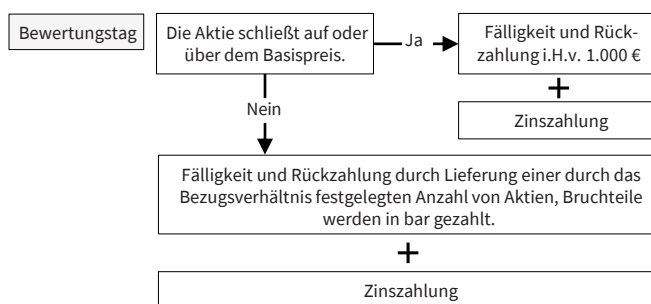 Bewertungstag
Die Aktie schließt auf oder
über dem Basispreis.
Ja
Fälligkeit und Rück-
zahlung i.H.v. 1.000 €
+
Zinszahlung
Nein
Fälligkeit und Rückzahlung durch Lieferung einer durch das
Bezugsverhältnis festgelegten Anzahl von Aktien, Bruchteile
werden in bar gezahlt.
+
Zinszahlung